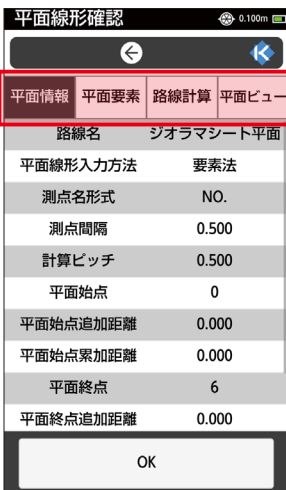 平面線形確認 0.100m
平面情報 平面要素 路線計算 平面ビュー
路線名 ジオラマシート平面
平面線形入力方法 要素法
測点名形式 NO.
測点間隔 0.500
計算ピッチ 0.500
平面始点 0
平面始点追加距離 0.000
平面始点累加距離 0.000
平面終点 6
平面終点追加距離 0.000
OK